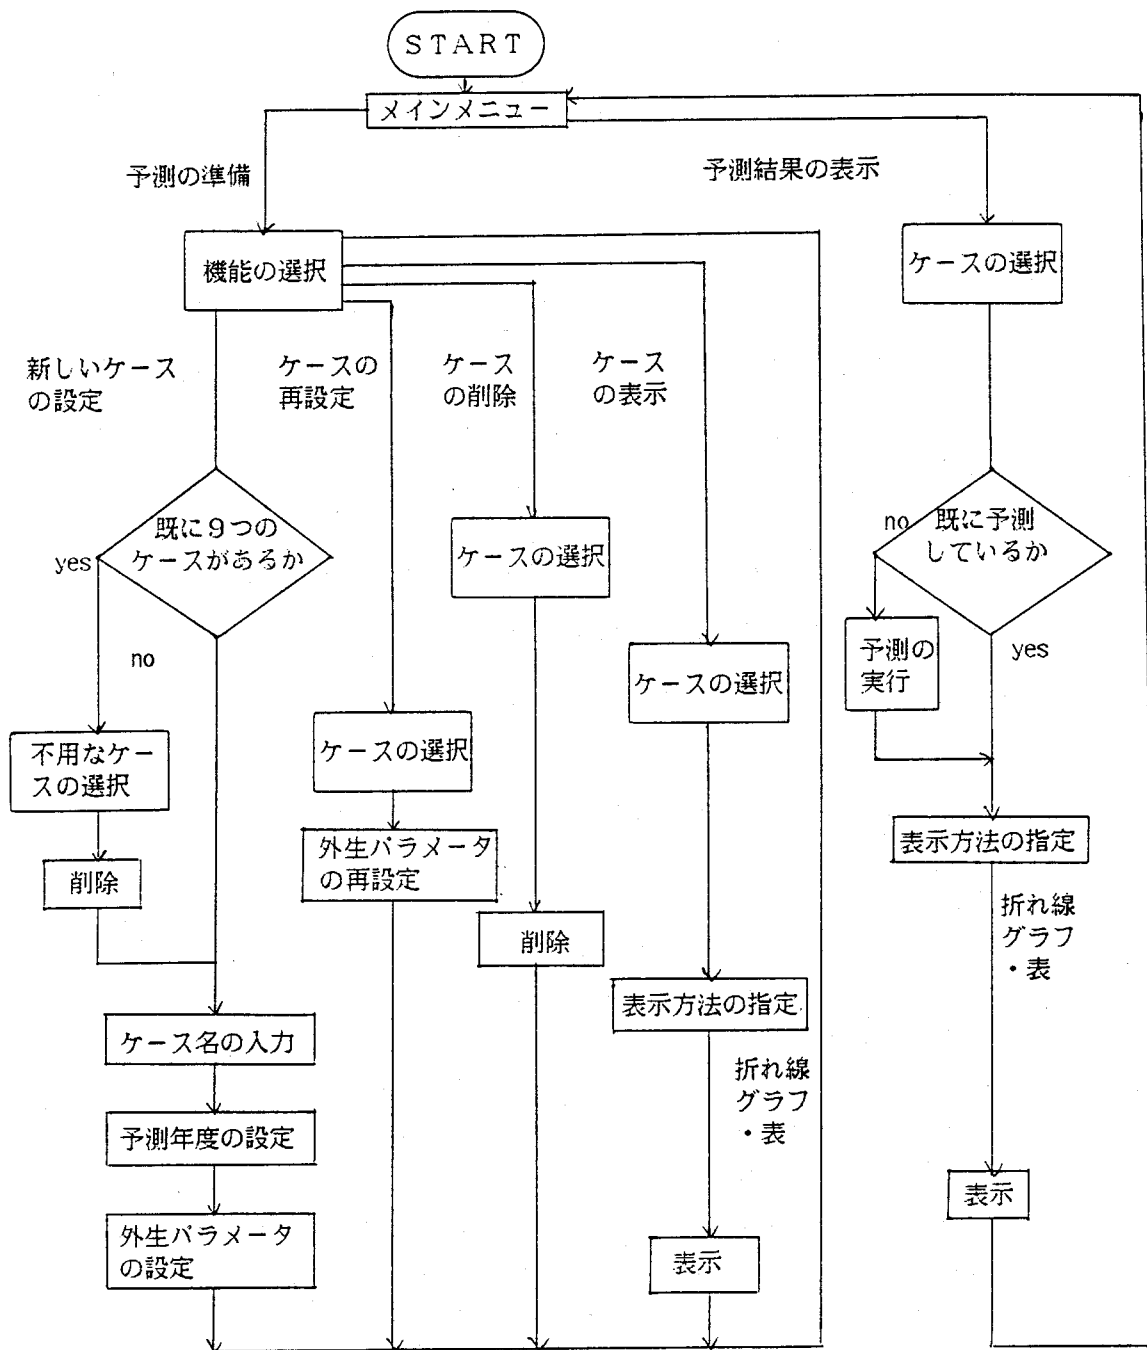 START
メインメニュー
予測の準備
予測結果の表示
機能の選択
ケースの選択
新しいケース
の設定
ケースの
再設定
ケース
の削除
ケース
の表示
既に9つの
ケースがあるか
yes
no
ケースの選択
no
既に予測
しているか
yes
予測の
実行
ケースの選択
不用なケー
スの選択
ケースの選択
外生パラメータ
の再設定
表示方法の指定
削除
削除
折れ線
グラフ
・表
表示方法の指定
ケース名の入力
折れ線
グラフ
・表
予測年度の設定
表示
外生パラメータ
の設定
表示